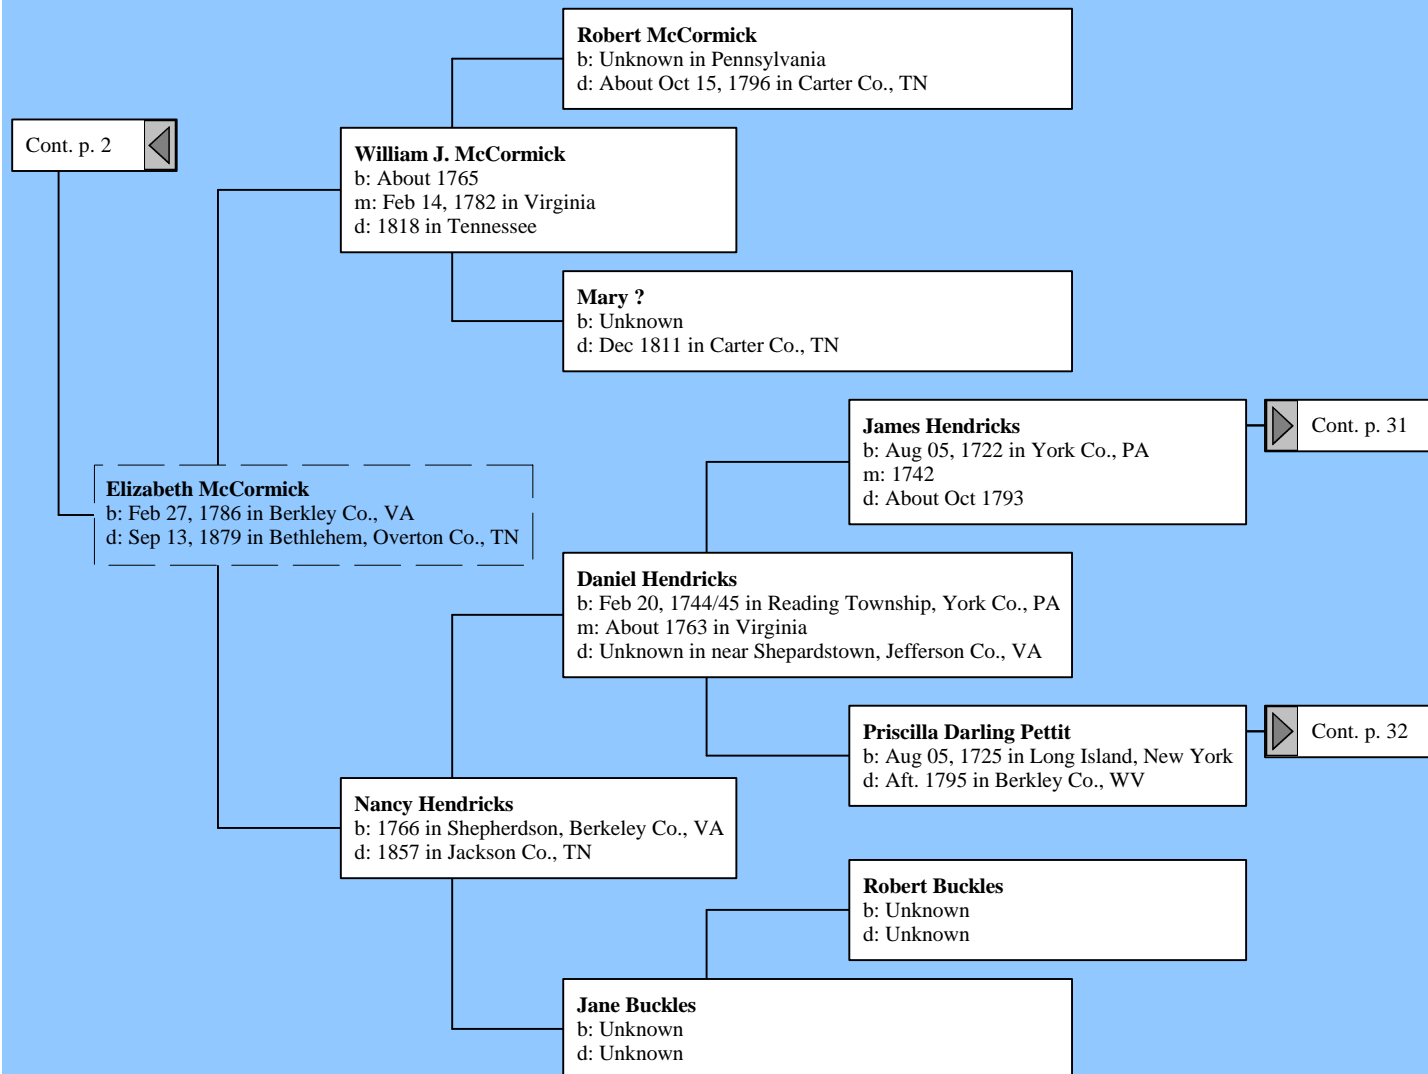 Robert McCormick
b: Unknown in Pennsylvania
d: About Oct 15, 1796 in Carter Co., TN
Cont. p. 2
William J. McCormick
b: About 1765
m: Feb 14, 1782 in Virginia
d: 1818 in Tennessee
Mary ?
b: Unknown
d: Dec 1811 in Carter Co., TN
James Hendricks
b: Aug 05, 1722 in York Co., PA
m: 1742
d: About Oct 1793
Cont. p. 31
Elizabeth McCormick
b: Feb 27, 1786 in Berkley Co., VA
d: Sep 13, 1879 in Bethlehem, Overton Co., TN
Daniel Hendricks
b: Feb 20, 1744/45 in Reading Township, York Co., PA
m: About 1763 in Virginia
d: Unknown in near Shepardstown, Jefferson Co., VA
Priscilla Darling Pettit
b: Aug 05, 1725 in Long Island, New York
d: Aft. 1795 in Berkley Co., WV
Cont. p. 32
Nancy Hendricks
b: 1766 in Shepherdson, Berkeley Co., VA
d: 1857 in Jackson Co., TN
Robert Buckles
b: Unknown
d: Unknown
Jane Buckles
b: Unknown
d: Unknown